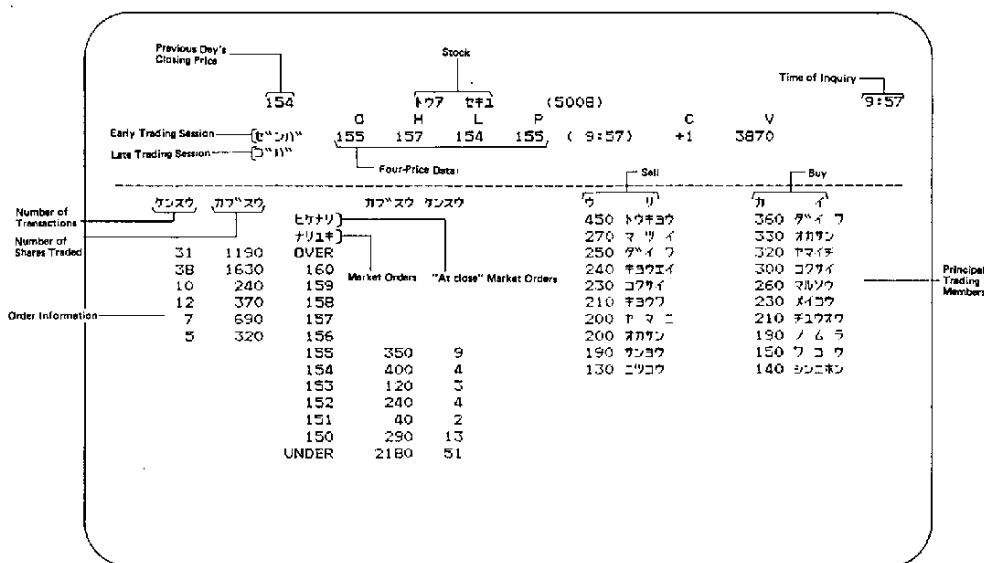 Previous Day's
Closing Price
Stock
Time of Inquiry
154 トウア セキユ (5008) 9:57
O H L P C V
Early Trading Session ゼンバ 155 157 154 155 ( 9:57) +1 3870
Late Trading Session ゴバ
Four-Price Data
Sell Buy
ケンスウ カブスウ カブスウ ケンスウ ウ リ カ イ
Number of
Transactions
Number of
Shares Traded
ヒケナリ 450 トウキヨウ 360 ダイワ
ナリユキ 270 マ ツ イ 330 オカサン
31 1190 OVER 250 ダイワ 320 ヤマイチ
38 1630 160 Market Orders "At close" Market Orders 240 キヨウエイ 300 コクサイ
10 240 159 230 コクサイ 260 マルソウ
12 370 158 210 キヨウワ 230 メイコウ
Principal
Trading
Members
Order Information 7 690 157 200 ヤ マ ニ 210 チユウオウ
5 320 156 200 オカサン 190 ノ ム ラ
155 350 9 190 サンヨウ 150 ワ コ ウ
154 400 4 130 ニツコウ 140 シンニホン
153 120 3
152 240 4
151 40 2
150 290 13
UNDER 2180 51